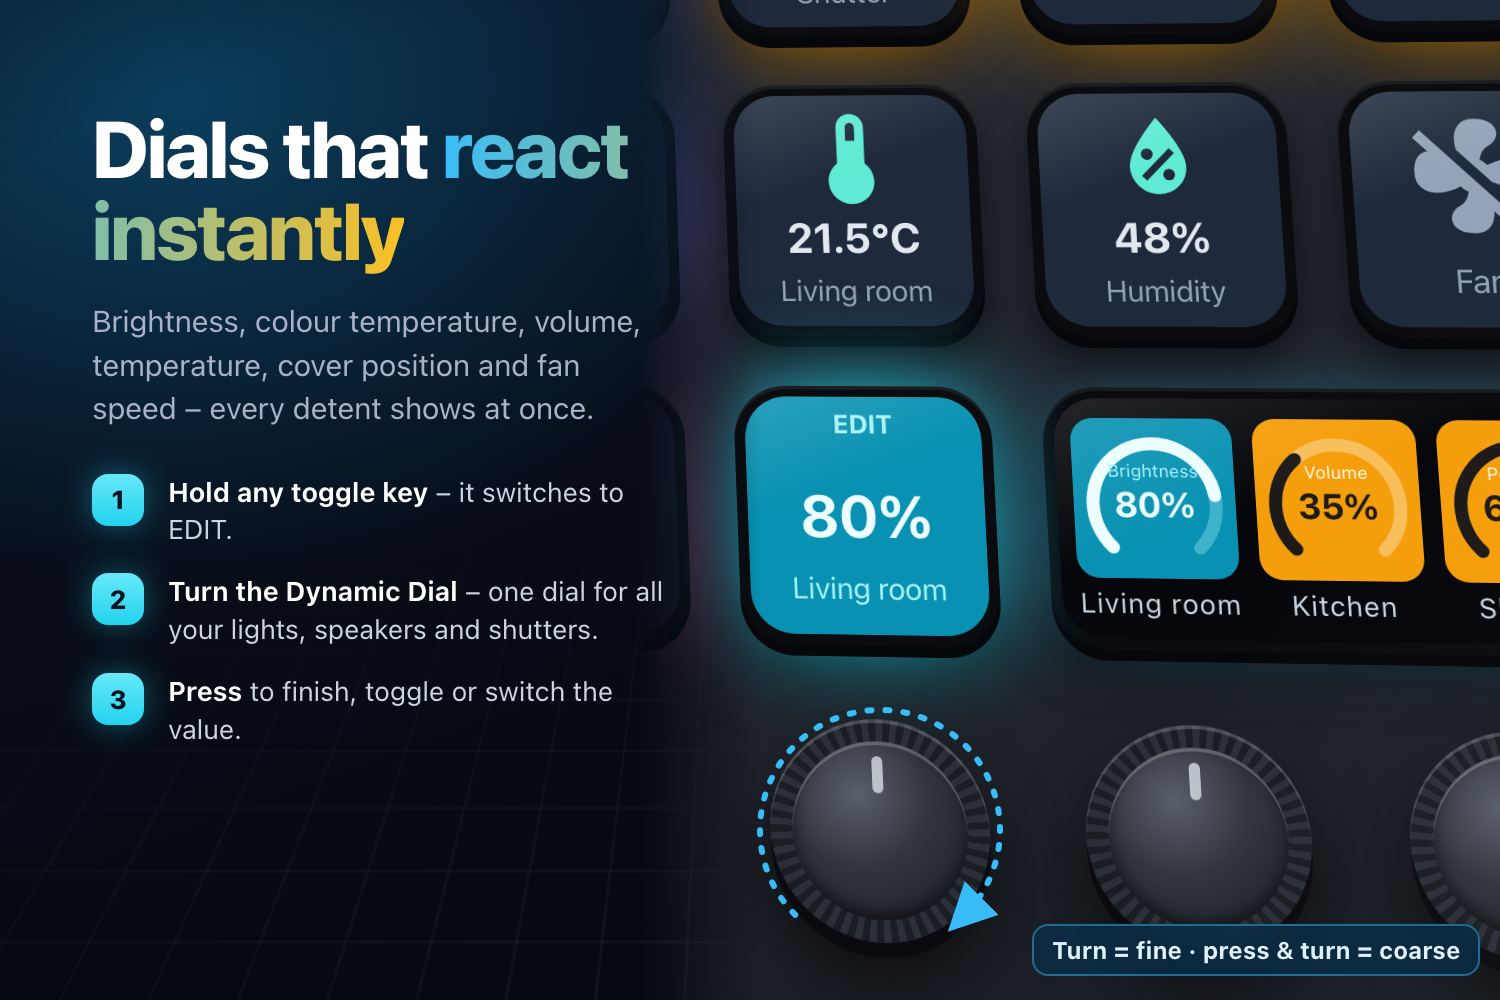 Dials that react
instantly
Brightness, colour temperature, volume,
temperature, cover position and fan
speed – every detent shows at once.
1
Hold any toggle key – it switches to
EDIT.
2
Turn the Dynamic Dial – one dial for all
your lights, speakers and shutters.
3
Press to finish, toggle or switch the
value.
21.5°C
Living room
48%
Humidity
EDIT
80%
Living room
Brightness
80%
Living room
Volume
35%
Kitchen
Turn = fine · press & turn = coarse